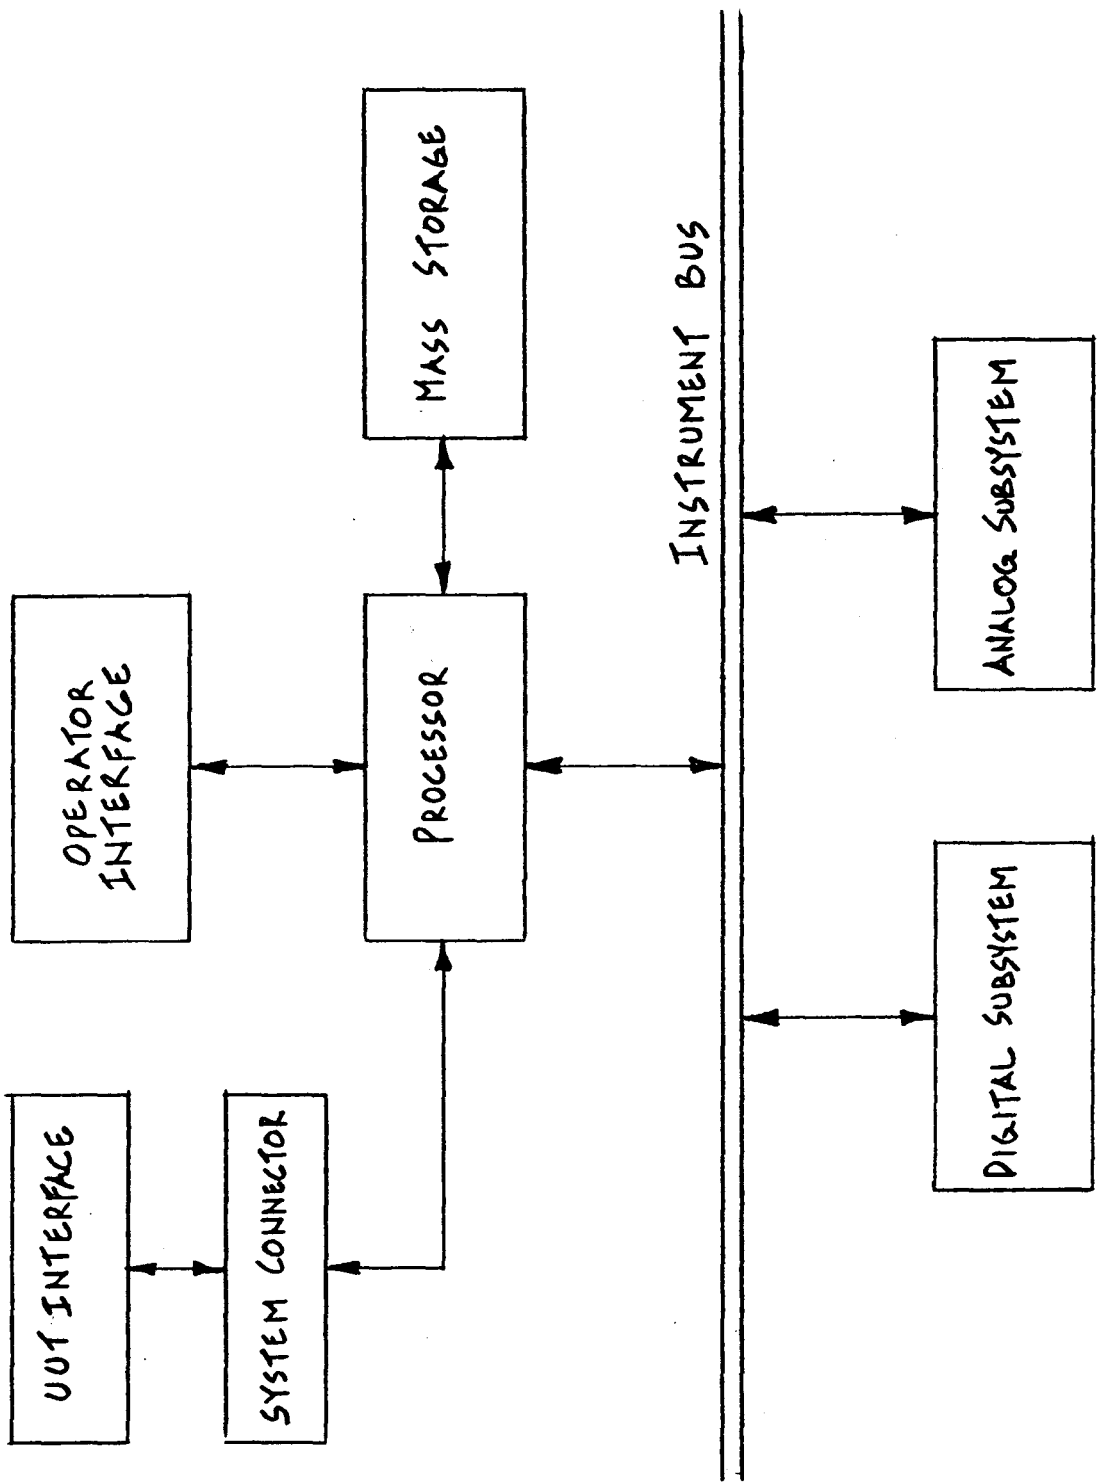 UUT INTERFACE
SYSTEM CONNECTOR
OPERATOR
INTERFACE
PROCESSOR
MASS STORAGE
INSTRUMENT BUS
DIGITAL SUBSYSTEM
ANALOG SUBSYSTEM